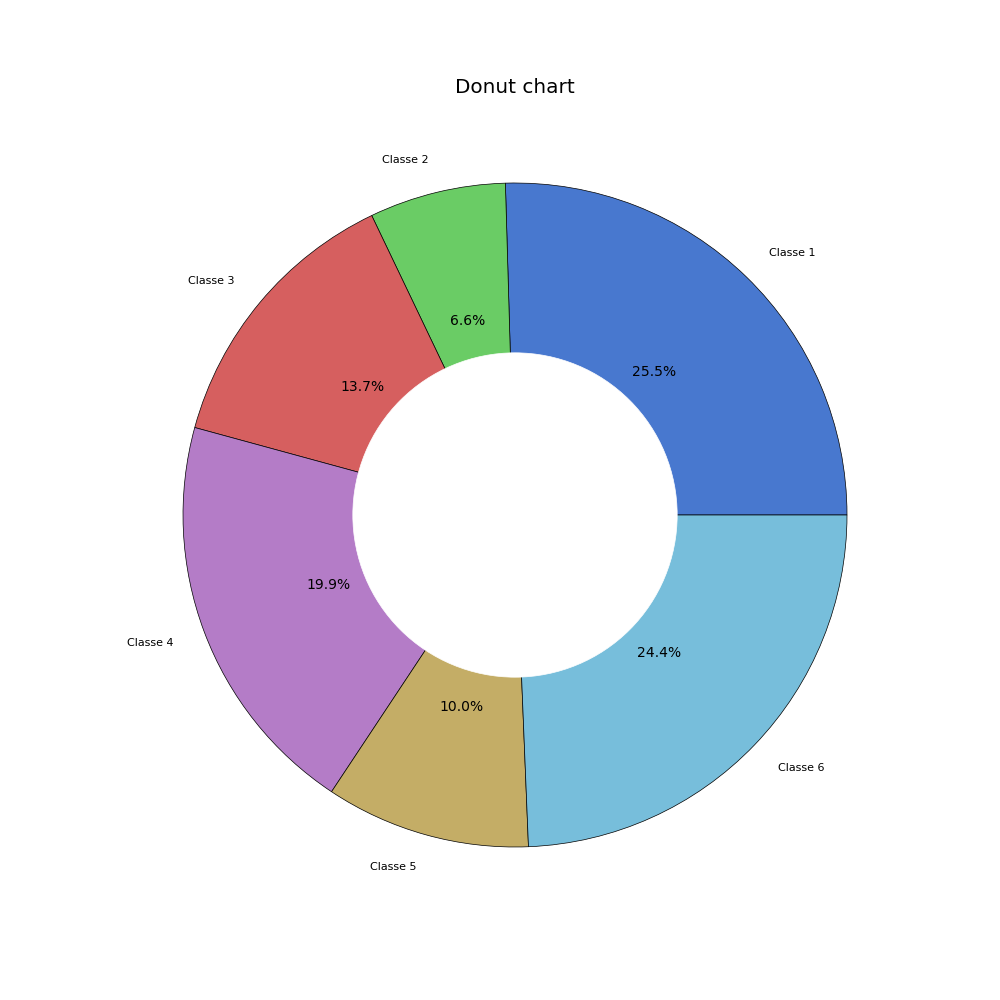 Donut chart
Classe 2
Classe 1
Classe 3
6.6%
25.5%
13.7%
19.9%
Classe 4
24.4%
10.0%
Classe 6
Classe 5